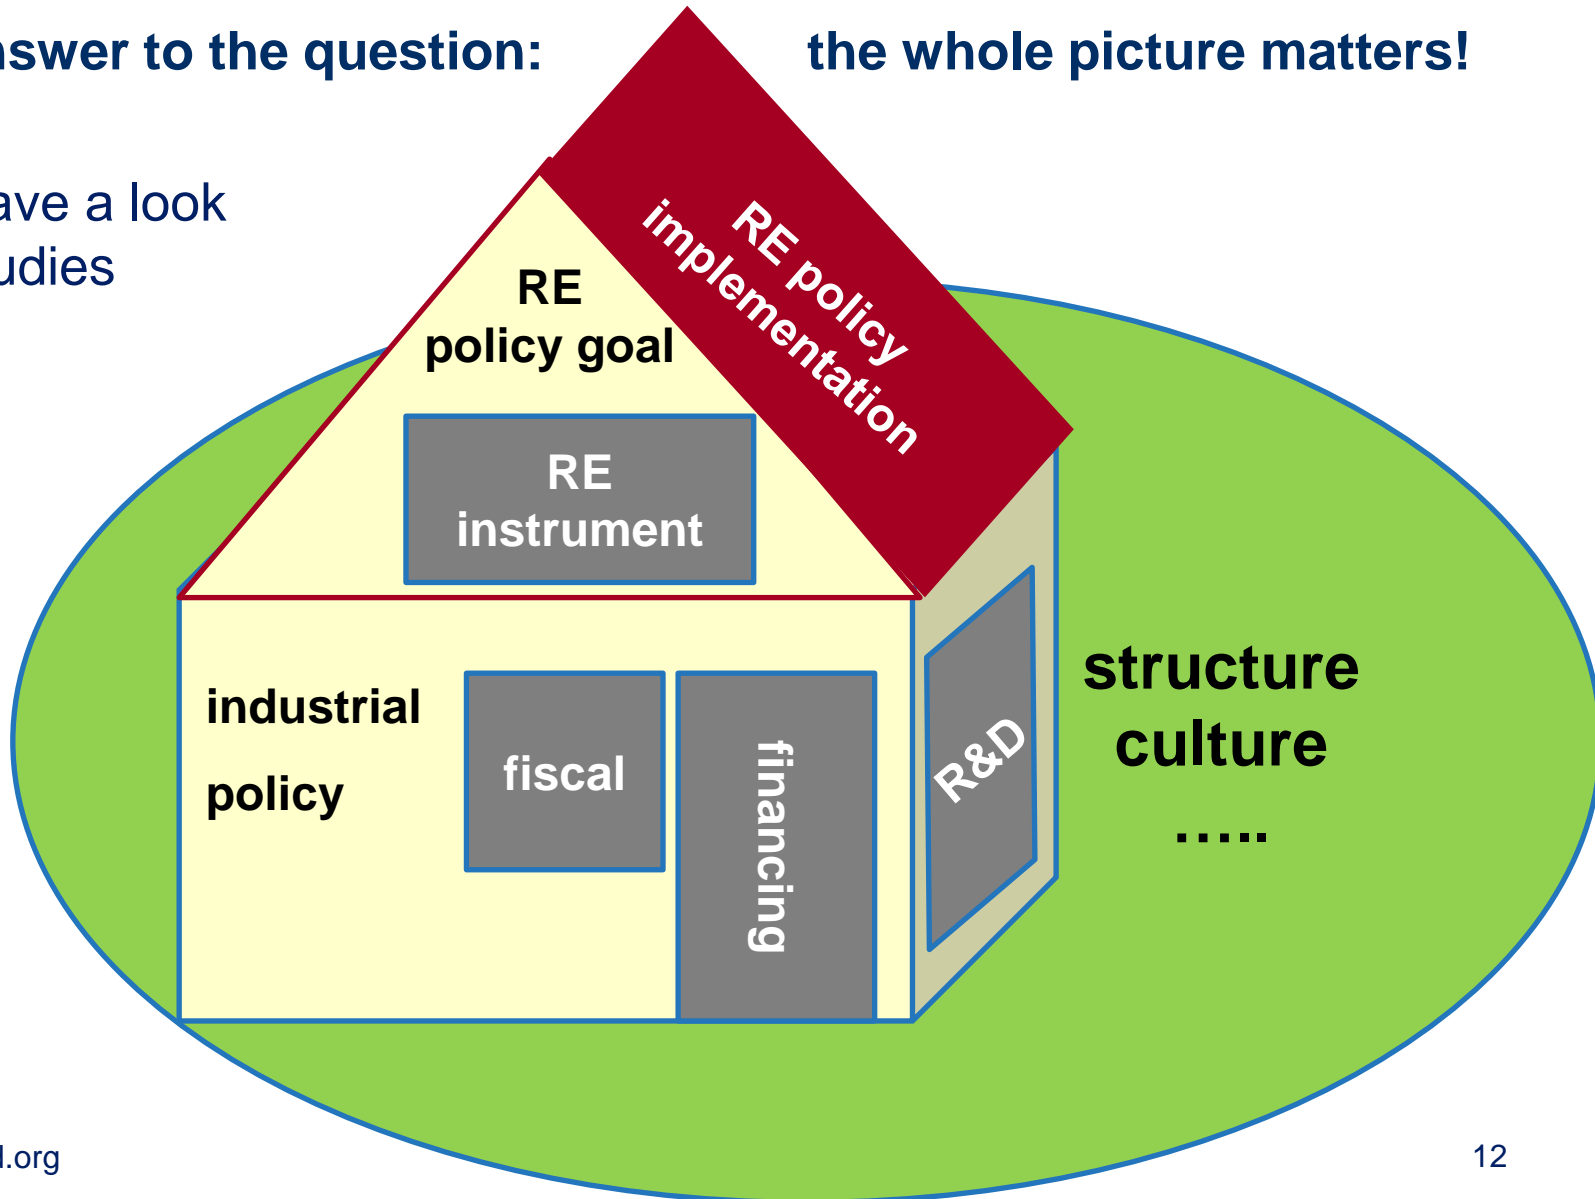 nswer to the question: the whole picture matters!
ave a look
udies
RE
policy goal
RE policy
implementation
RE
instrument
industrial
policy
fiscal
financing
R&D
structure
culture
…..
.org
12